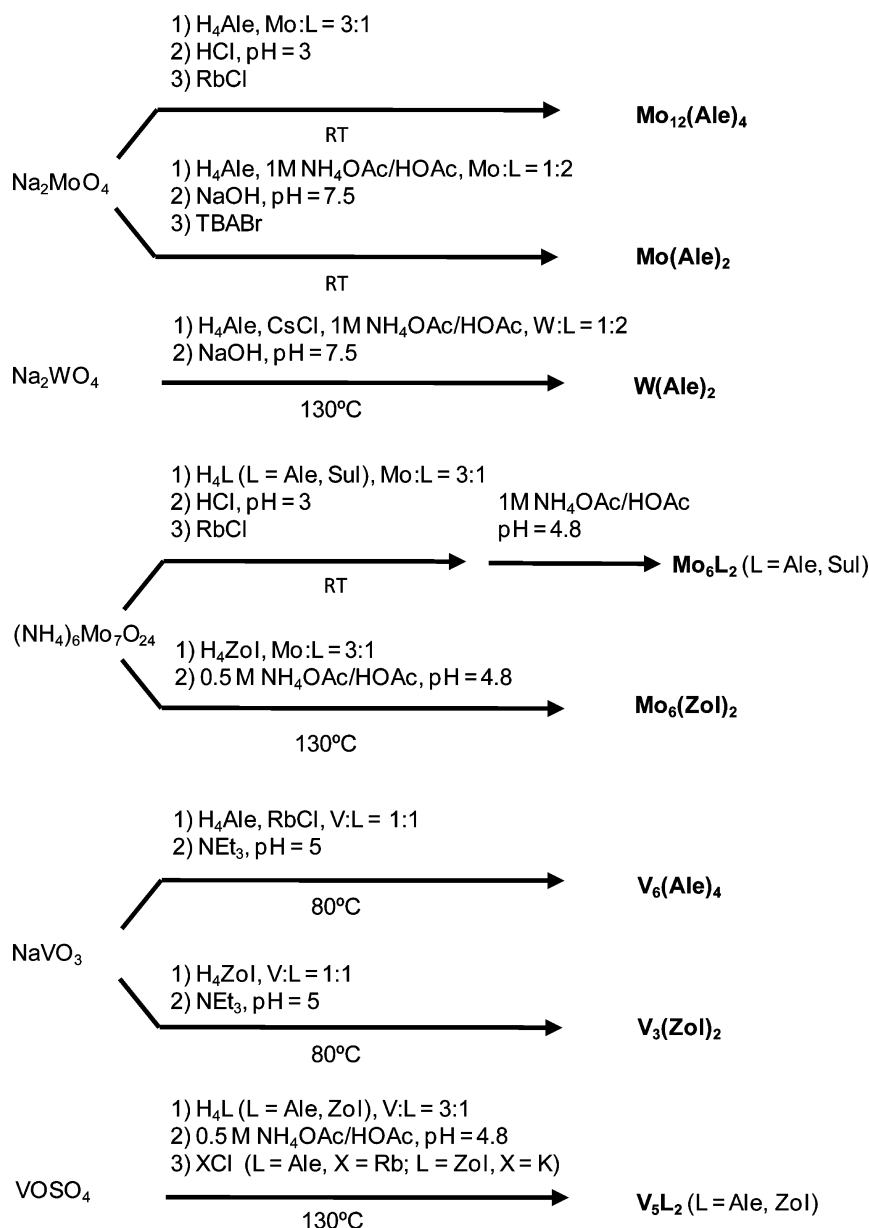 1) H₄Ale, Mo:L = 3:1
2) HCl, pH = 3
3) RbCl
RT
Mo₁₂(Ale)₄
Na₂MoO₄
1) H₄Ale, 1M NH₄OAc/HOAc, Mo:L = 1:2
2) NaOH, pH = 7.5
3) TBABr
RT
Mo(Ale)₂
1) H₄Ale, CsCl, 1M NH₄OAc/HOAc, W:L = 1:2
2) NaOH, pH = 7.5
Na₂WO₄
130ºC
W(Ale)₂
1) H₄L (L = Ale, Sul), Mo:L = 3:1
2) HCl, pH = 3
3) RbCl
RT
1M NH₄OAc/HOAc
pH = 4.8
Mo₆L₂ (L = Ale, Sul)
(NH₄)₆Mo₇O₂₄
1) H₄Zol, Mo:L = 3:1
2) 0.5 M NH₄OAc/HOAc, pH = 4.8
130ºC
Mo₆(Zol)₂
1) H₄Ale, RbCl, V:L = 1:1
2) NEt₃, pH = 5
80ºC
V₆(Ale)₄
NaVO₃
1) H₄Zol, V:L = 1:1
2) NEt₃, pH = 5
80ºC
V₃(Zol)₂
1) H₄L (L = Ale, Zol), V:L = 3:1
2) 0.5 M NH₄OAc/HOAc, pH = 4.8
3) XCl (L = Ale, X = Rb; L = Zol, X = K)
VOSO₄
130ºC
V₅L₂ (L = Ale, Zol)